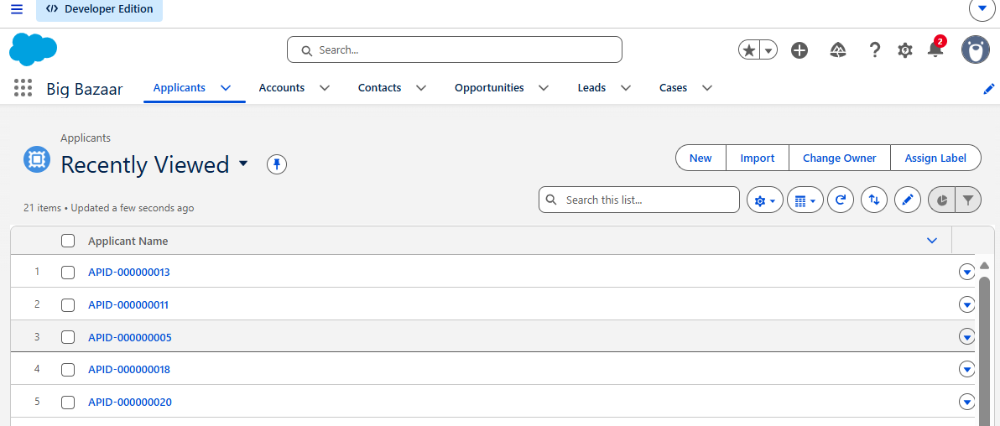 Developer Edition
Search...
2
Big Bazaar Applicants Accounts Contacts Opportunities Leads Cases
Applicants
Recently Viewed
New Import Change Owner Assign Label
21 items • Updated a few seconds ago
Search this list...
Applicant Name
1 APID-000000013
2 APID-000000011
3 APID-000000005
4 APID-000000018
5 APID-000000020